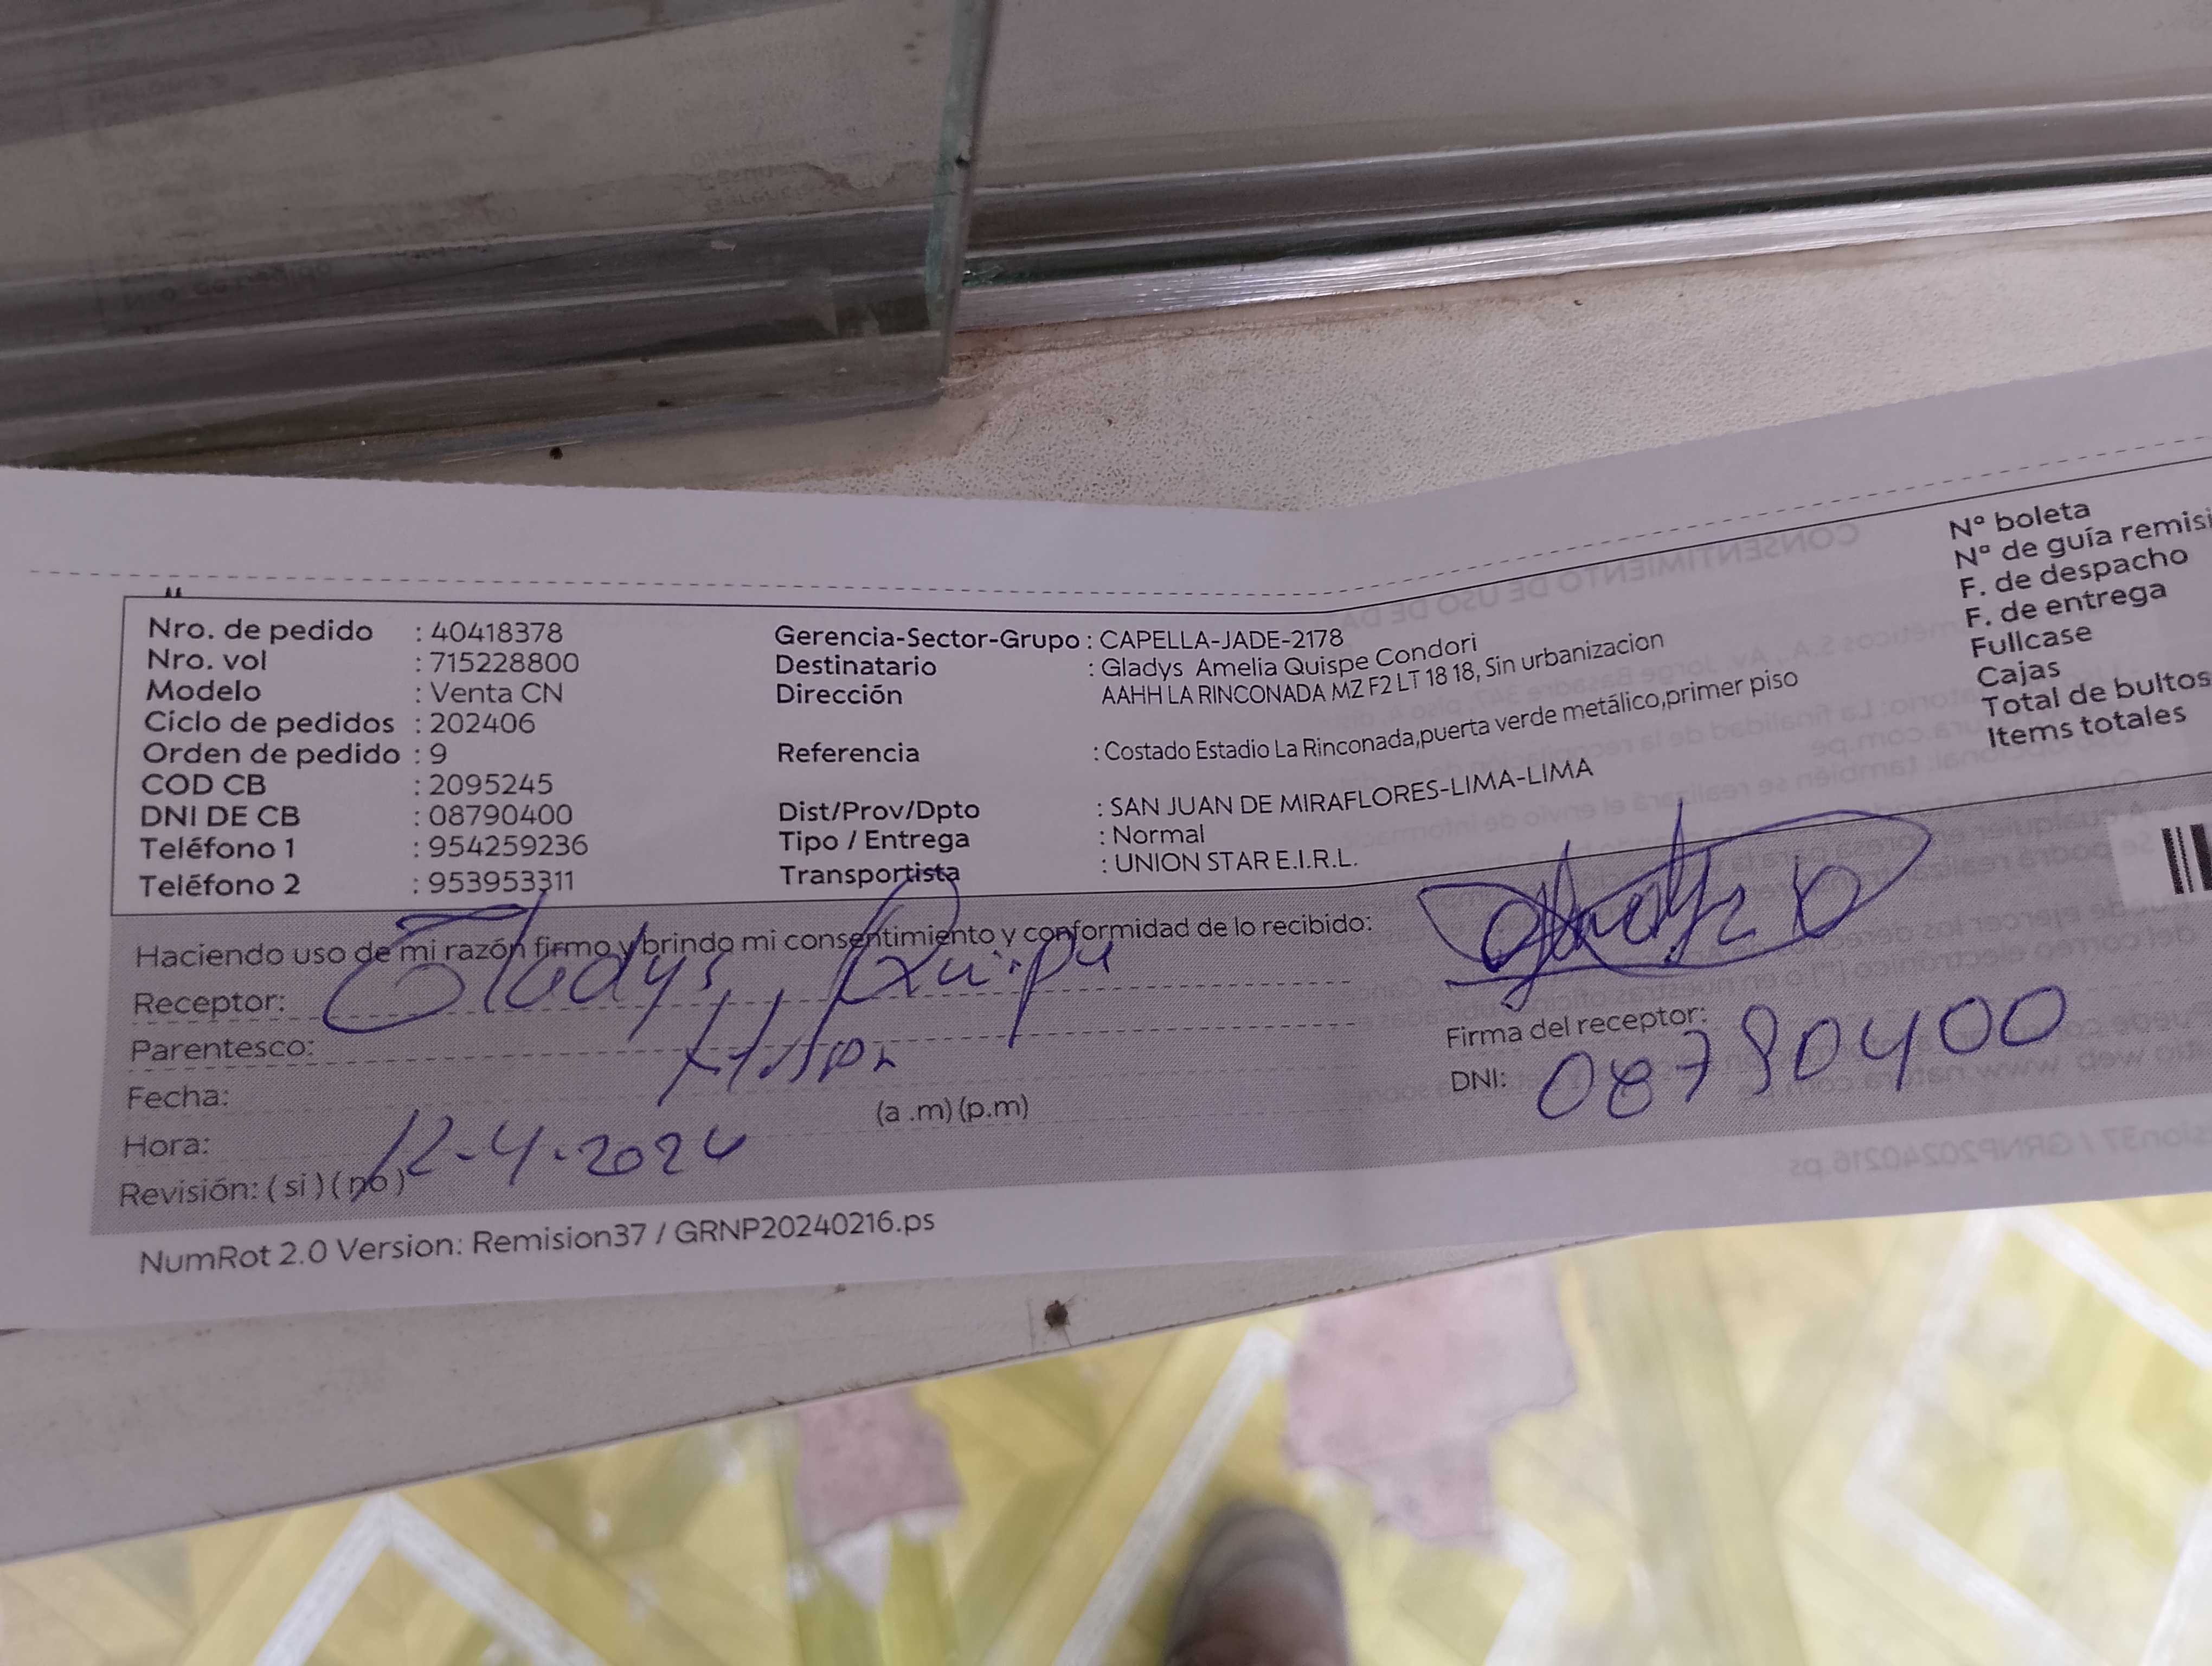 Nro. de pedido : 40418378
Nro. vol : 715228800
Modelo : Venta CN
Ciclo de pedidos : 202406
Orden de pedido : 9
COD CB : 2095245
DNI DE CB : 08790400
Teléfono 1 : 954259236
Teléfono 2 : 953953311
Gerencia-Sector-Grupo : CAPELLA-JADE-2178
Destinatario : Gladys Amelia Quispe Condori
Dirección AAHH LA RINCONADA MZ F2 LT 18 18, Sin urbanizacion
Referencia : Costado Estadio La Rinconada,puerta verde metálico,primer piso
Dist/Prov/Dpto : SAN JUAN DE MIRAFLORES-LIMA-LIMA
Tipo / Entrega : Normal
Transportista : UNION STAR E.I.R.L.
N° boleta
N° de guía remisi
F. de despacho
F. de entrega
Fullcase
Cajas
Total de bultos
Items totales
Haciendo uso de mi razón firmo y brindo mi consentimiento y conformidad de lo recibido:
Receptor: Gladys Quispe
Parentesco:
Fecha: 12-4-2024
Hora: (a .m) (p.m)
Revisión: ( si ) ( no )
Firma del receptor:
DNI: 08790400
NumRot 2.0 Version: Remision37 / GRNP20240216.ps